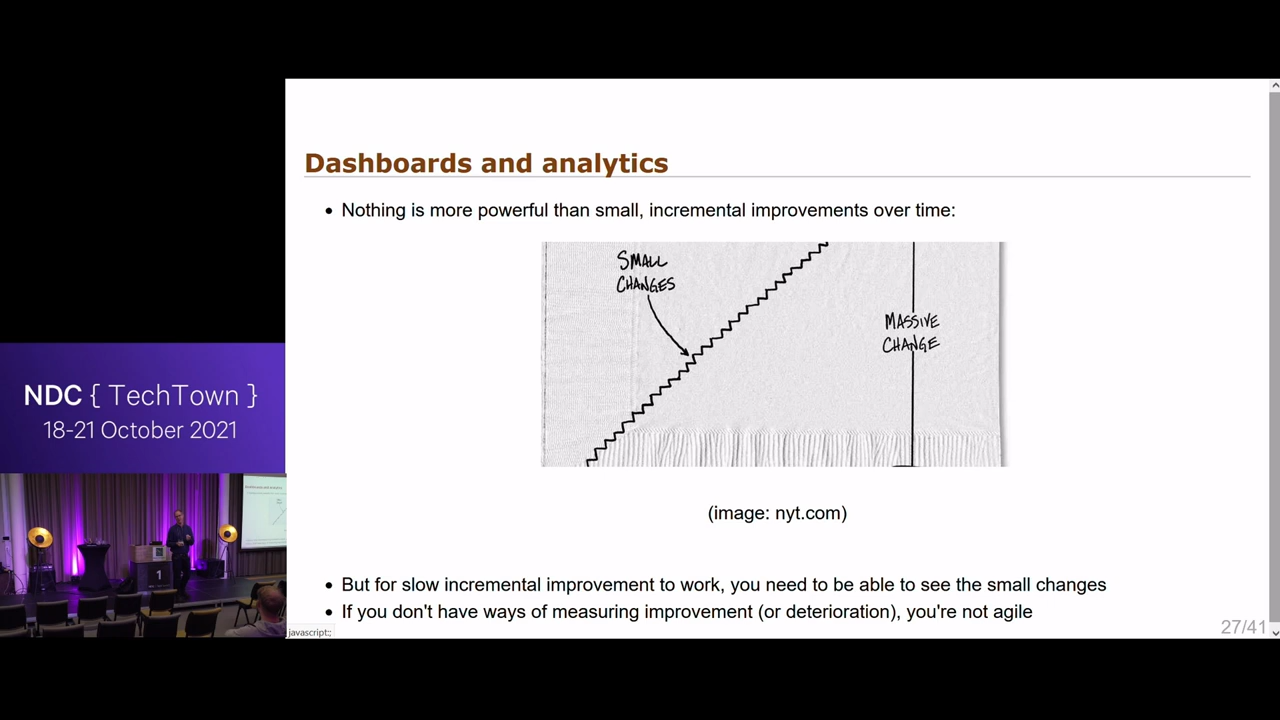 Dashboards and analytics
• Nothing is more powerful than small, incremental improvements over time:
SMALL
CHANGES
MASSIVE
CHANGE
(image: nyt.com)
• But for slow incremental improvement to work, you need to be able to see the small changes
• If you don't have ways of measuring improvement (or deterioration), you're not agile
27/41
javascript:;
NDC { TechTown }
18-21 October 2021
1